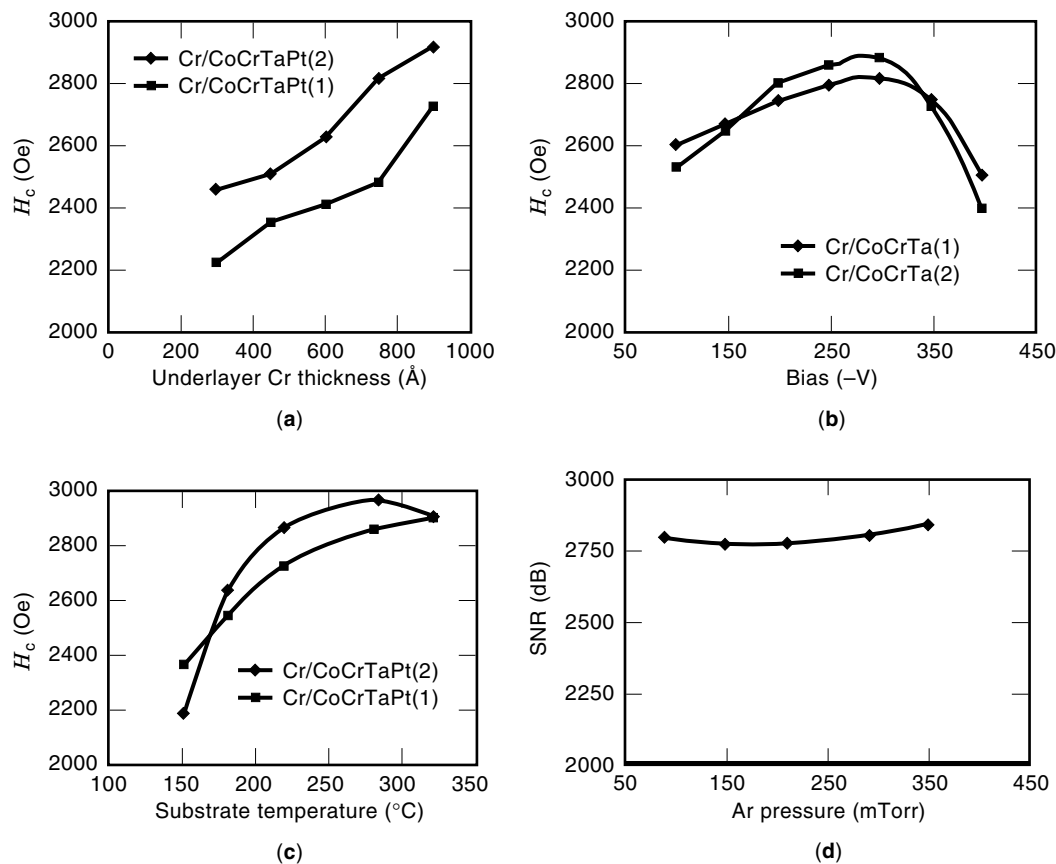 3000
2800
2600
2400
2200
2000
H_c (Oe)
Cr/CoCrTaPt(2)
Cr/CoCrTaPt(1)
0 200 400 600 800 1000
Underlayer Cr thickness (Å)
(a)
3000
2800
2600
2400
2200
2000
H_c (Oe)
Cr/CoCrTa(1)
Cr/CoCrTa(2)
50 150 250 350 450
Bias (–V)
(b)
3000
2800
2600
2400
2200
2000
H_c (Oe)
Cr/CoCrTaPt(2)
Cr/CoCrTaPt(1)
100 150 200 250 300 350
Substrate temperature (°C)
(c)
3000
2750
2500
2250
2000
SNR (dB)
50 150 250 350 450
Ar pressure (mTorr)
(d)